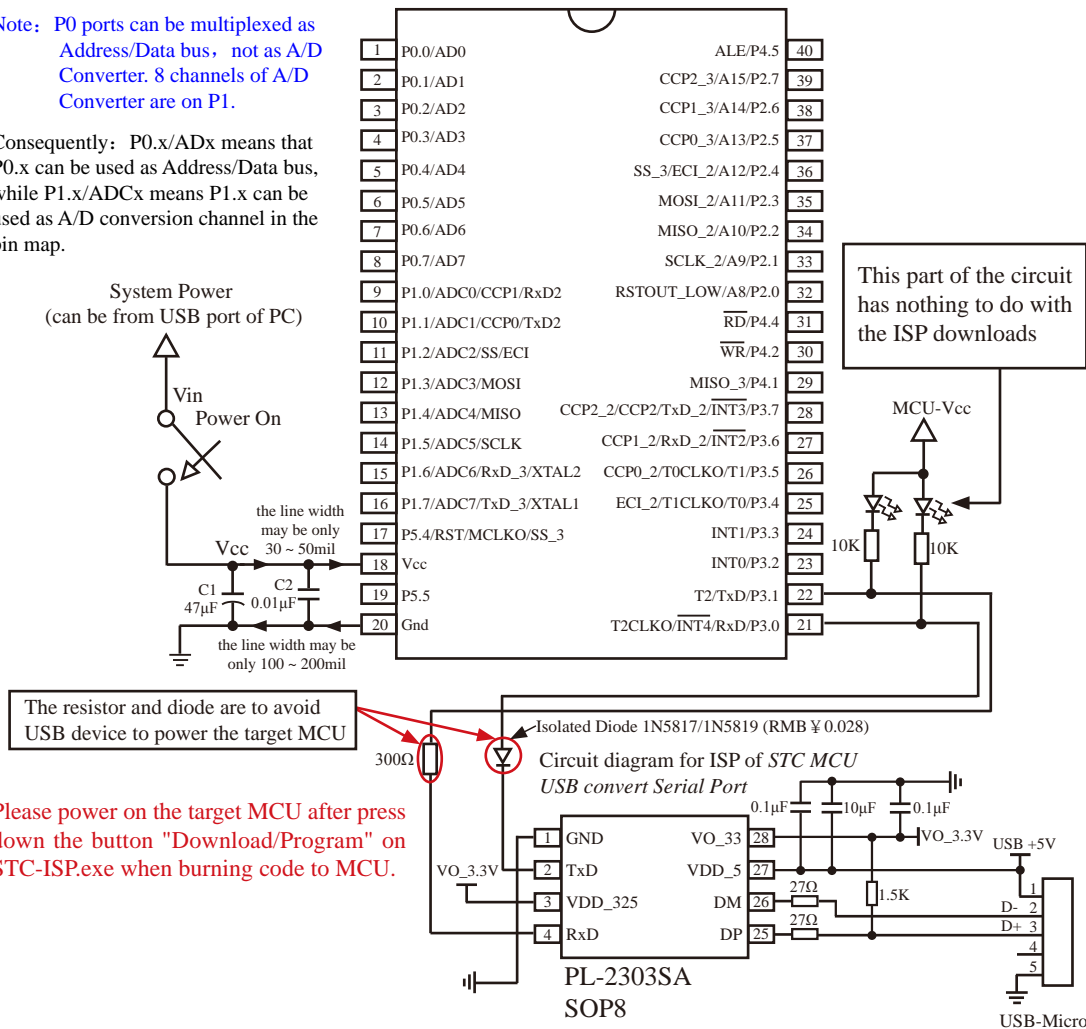 Note：P0 ports can be multiplexed as
Address/Data bus，not as A/D
Converter. 8 channels of A/D
Converter are on P1.
Consequently：P0.x/ADx means that
P0.x can be used as Address/Data bus,
while P1.x/ADCx means P1.x can be
used as A/D conversion channel in the
pin map.
System Power
(can be from USB port of PC)
Vin
Power On
the line width
may be only
30 ~ 50mil
Vcc
C1
47μF
C2
0.01μF
the line width may be
only 100 ~ 200mil
1 P0.0/AD0
2 P0.1/AD1
3 P0.2/AD2
4 P0.3/AD3
5 P0.4/AD4
6 P0.5/AD5
7 P0.6/AD6
8 P0.7/AD7
9 P1.0/ADC0/CCP1/RxD2
10 P1.1/ADC1/CCP0/TxD2
11 P1.2/ADC2/SS/ECI
12 P1.3/ADC3/MOSI
13 P1.4/ADC4/MISO
14 P1.5/ADC5/SCLK
15 P1.6/ADC6/RxD_3/XTAL2
16 P1.7/ADC7/TxD_3/XTAL1
17 P5.4/RST/MCLKO/SS_3
18 Vcc
19 P5.5
20 Gnd
ALE/P4.5 40
CCP2_3/A15/P2.7 39
CCP1_3/A14/P2.6 38
CCP0_3/A13/P2.5 37
SS_3/ECI_2/A12/P2.4 36
MOSI_2/A11/P2.3 35
MISO_2/A10/P2.2 34
SCLK_2/A9/P2.1 33
RSTOUT_LOW/A8/P2.0 32
RD/P4.4 31
WR/P4.2 30
MISO_3/P4.1 29
CCP2_2/CCP2/TxD_2/INT3/P3.7 28
CCP1_2/RxD_2/INT2/P3.6 27
CCP0_2/T0CLKO/T1/P3.5 26
ECI_2/T1CLKO/T0/P3.4 25
INT1/P3.3 24
INT0/P3.2 23
T2/TxD/P3.1 22
T2CLKO/INT4/RxD/P3.0 21
This part of the circuit
has nothing to do with
the ISP downloads
MCU-Vcc
10K
10K
The resistor and diode are to avoid
USB device to power the target MCU
300Ω
Isolated Diode 1N5817/1N5819 (RMB￥0.028)
Circuit diagram for ISP of STC MCU
USB convert Serial Port
Please power on the target MCU after press
down the button "Download/Program" on
STC-ISP.exe when burning code to MCU.
0.1μF
10μF
0.1μF
VO_3.3V
USB +5V
VO_3.3V
1 GND
2 TxD
3 VDD_325
4 RxD
VO_33 28
VDD_5 27
DM 26
DP 25
27Ω
27Ω
1.5K
1
D- 2
D+ 3
4
5
PL-2303SA
SOP8
USB-Micro